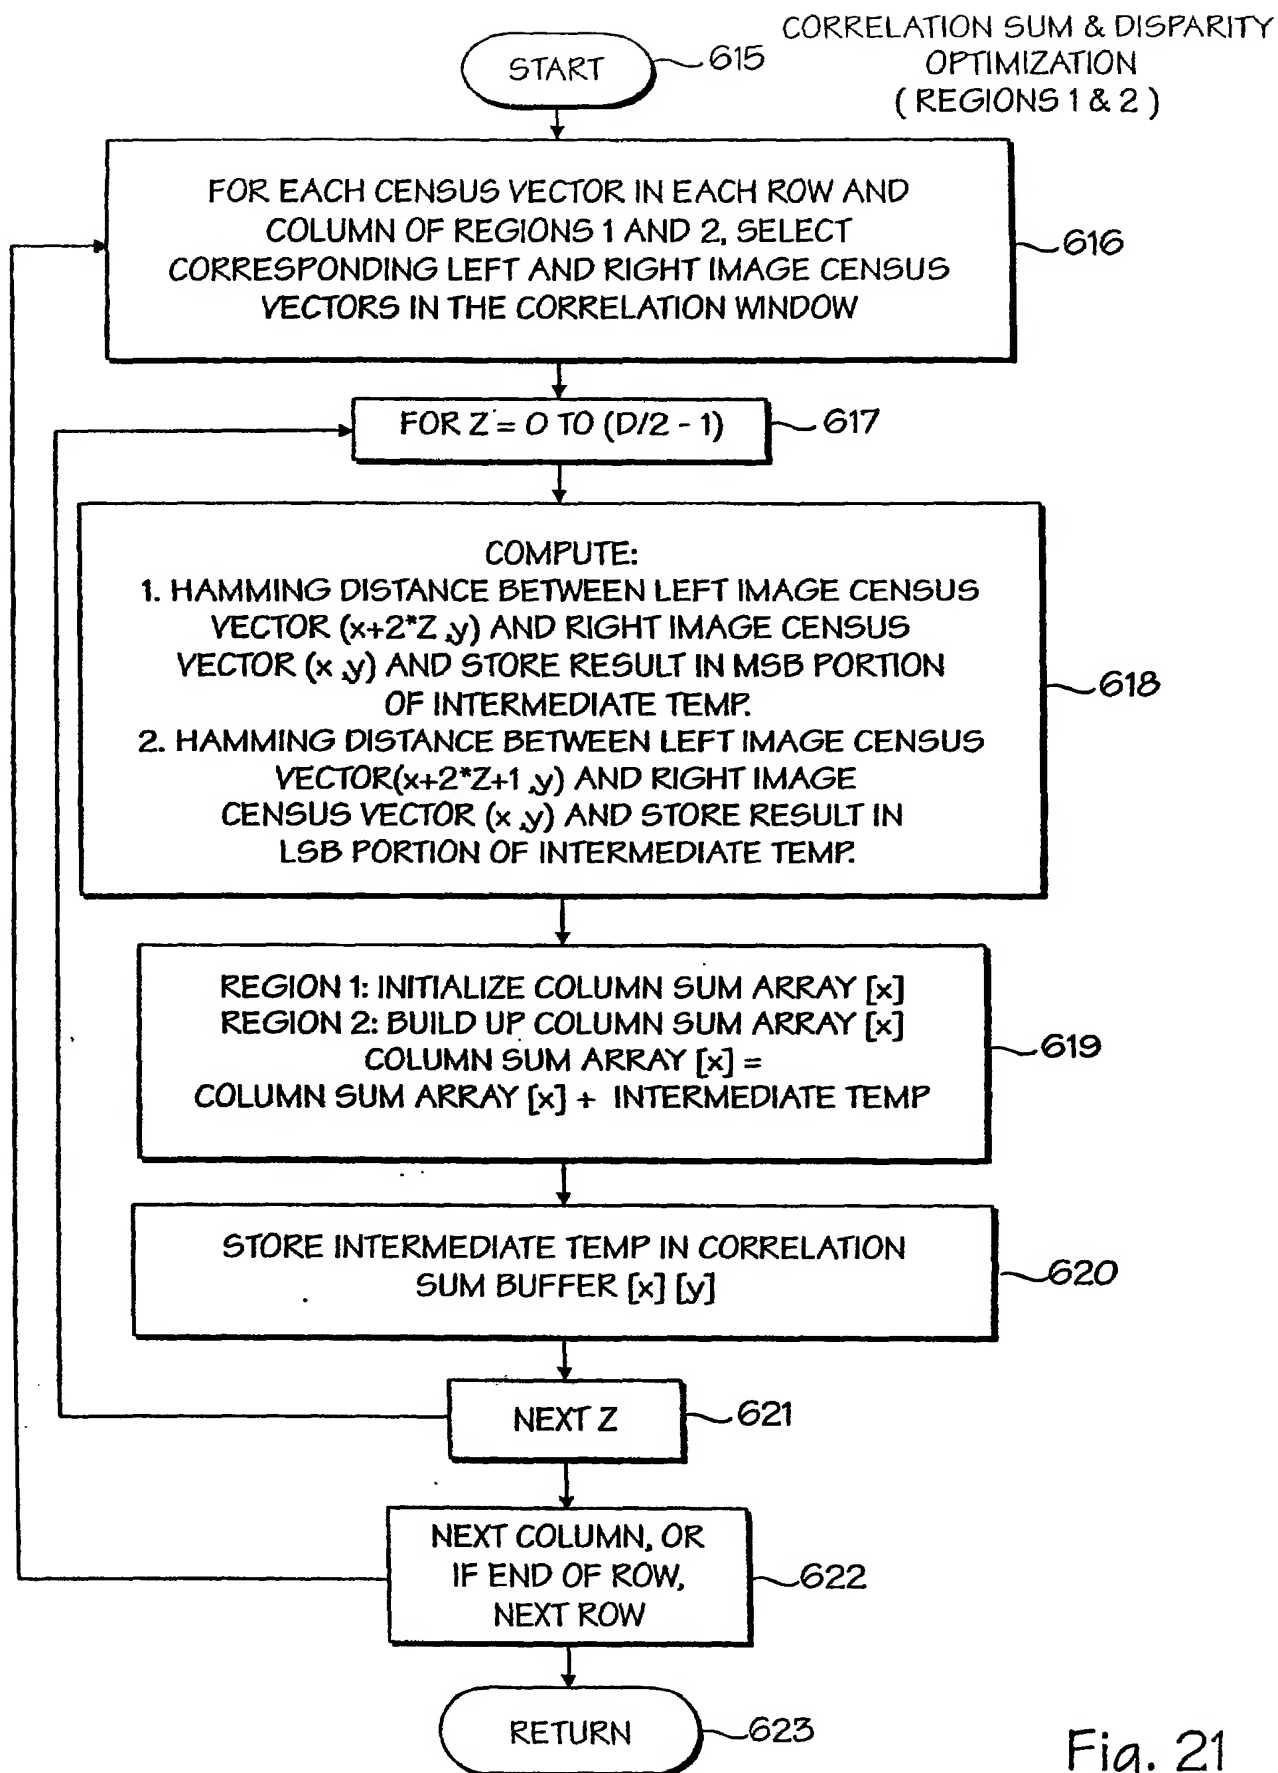 CORRELATION SUM & DISPARITY
OPTIMIZATION
( REGIONS 1 & 2 )
START
615
FOR EACH CENSUS VECTOR IN EACH ROW AND
COLUMN OF REGIONS 1 AND 2, SELECT
CORRESPONDING LEFT AND RIGHT IMAGE CENSUS
VECTORS IN THE CORRELATION WINDOW
616
FOR Z = 0 TO (D/2 - 1)
617
COMPUTE:
1. HAMMING DISTANCE BETWEEN LEFT IMAGE CENSUS
VECTOR (x+2*Z ,y) AND RIGHT IMAGE CENSUS
VECTOR (x ,y) AND STORE RESULT IN MSB PORTION
OF INTERMEDIATE TEMP.
2. HAMMING DISTANCE BETWEEN LEFT IMAGE CENSUS
VECTOR(x+2*Z+1 ,y) AND RIGHT IMAGE
CENSUS VECTOR (x ,y) AND STORE RESULT IN
LSB PORTION OF INTERMEDIATE TEMP.
618
REGION 1: INITIALIZE COLUMN SUM ARRAY [x]
REGION 2: BUILD UP COLUMN SUM ARRAY [x]
COLUMN SUM ARRAY [x] =
COLUMN SUM ARRAY [x] + INTERMEDIATE TEMP
619
STORE INTERMEDIATE TEMP IN CORRELATION
SUM BUFFER [x] [y]
620
NEXT Z
621
NEXT COLUMN, OR
IF END OF ROW,
NEXT ROW
622
RETURN
623
Fig. 21